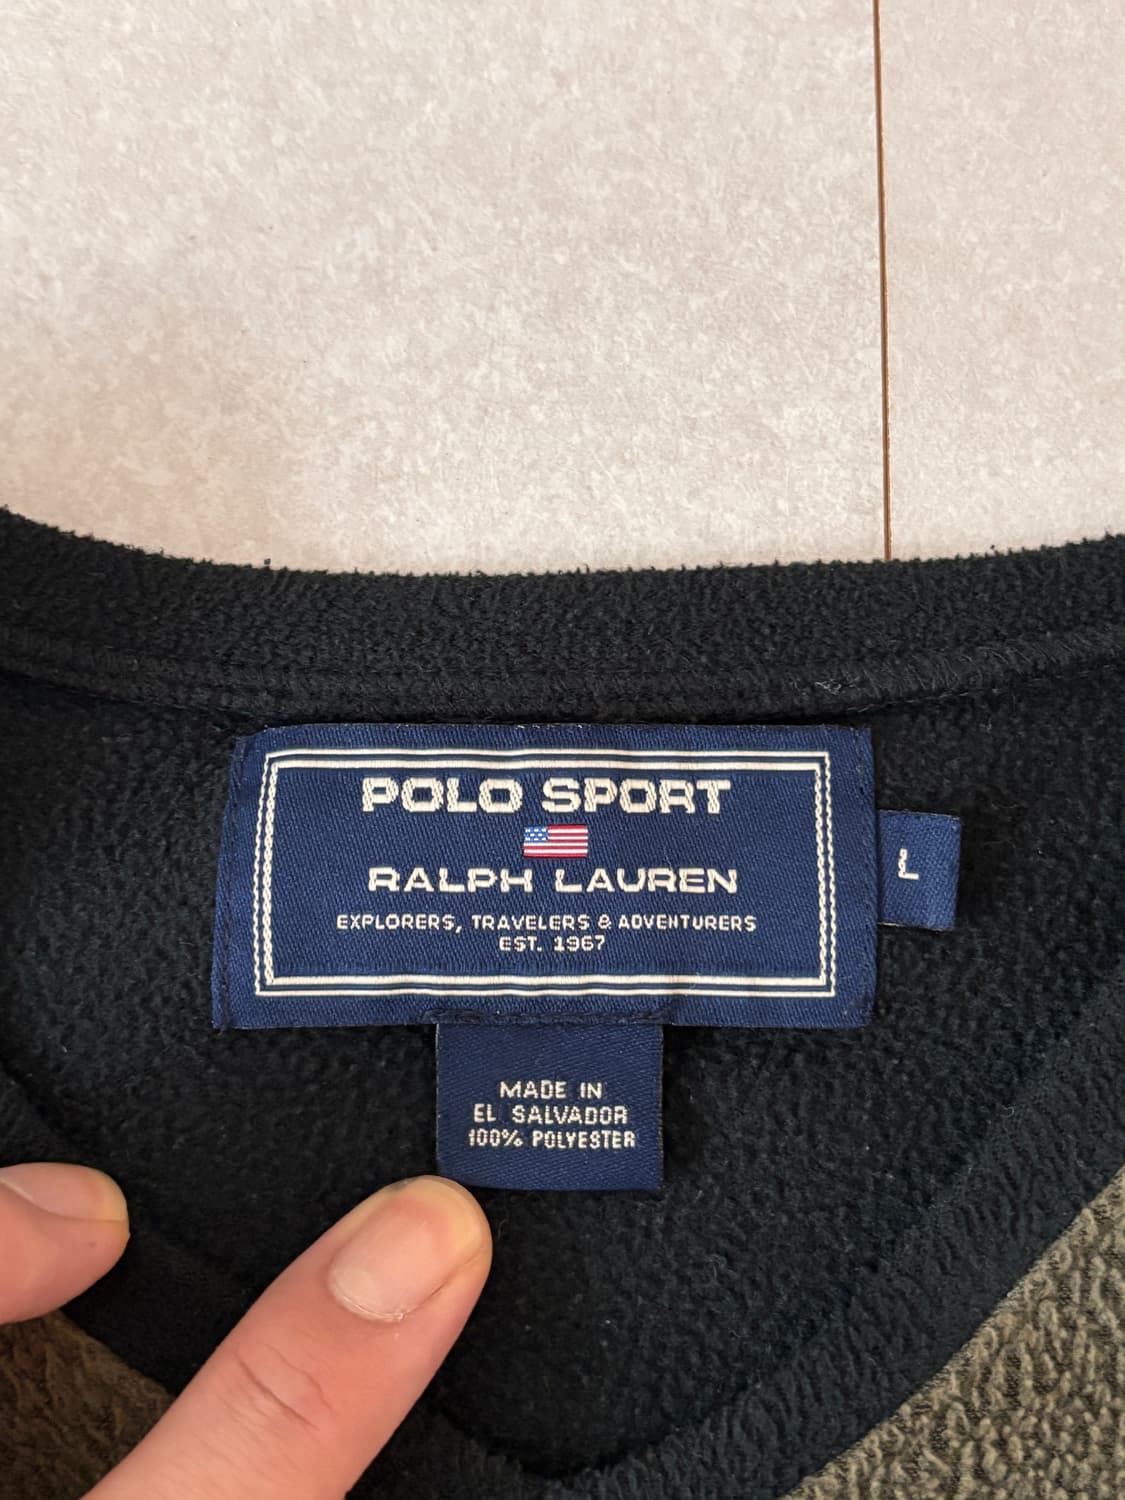 POLO SPORT
RALPH LAUREN
EXPLORERS, TRAVELERS & ADVENTURERS
EST. 1967
L
MADE IN
EL SALVADOR
100% POLYESTER